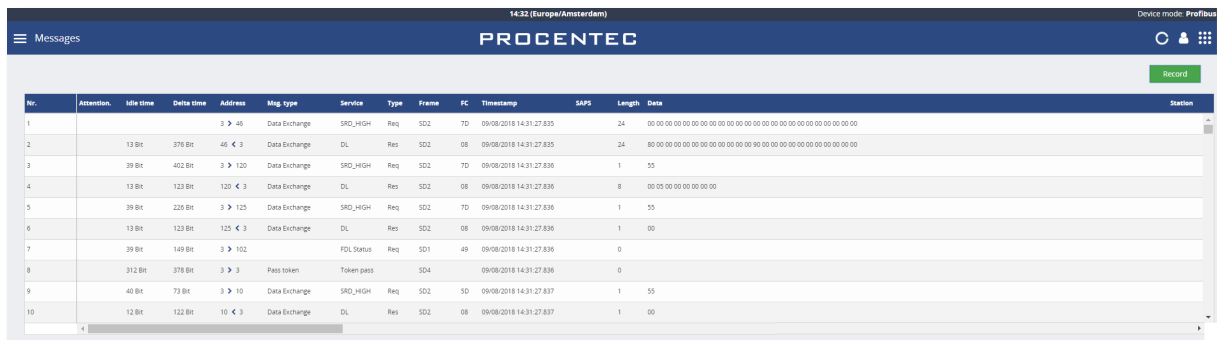 14:32 (Europe/Amsterdam) Device mode: Profibus
Messages PROCENTEC
Record
Nr. Attention. Idle time Delta time Address Msg. type Service Type Frame FC Timestamp SAPS Length Data Station
1 3 > 46 Data Exchange SRD_HIGH Req SD2 7D 09/08/2018 14:31:27.835 24 00 00 00 00 00 00 00 00 00 00 00 00 00 00 00 00 00 00 00 00 00 00 00 00
2 13 Bit 376 Bit 46 < 3 Data Exchange DL Res SD2 08 09/08/2018 14:31:27.835 24 80 00 00 00 00 00 00 00 00 00 00 00 90 00 00 00 00 00 00 00 00 00 00 00
3 39 Bit 402 Bit 3 > 120 Data Exchange SRD_HIGH Req SD2 7D 09/08/2018 14:31:27.836 1 55
4 13 Bit 123 Bit 120 < 3 Data Exchange DL Res SD2 08 09/08/2018 14:31:27.836 8 00 05 00 00 00 00 00 00
5 39 Bit 226 Bit 3 > 125 Data Exchange SRD_HIGH Req SD2 7D 09/08/2018 14:31:27.836 1 55
6 13 Bit 123 Bit 125 < 3 Data Exchange DL Res SD2 08 09/08/2018 14:31:27.836 1 00
7 39 Bit 149 Bit 3 > 102 FDL Status Req SD1 49 09/08/2018 14:31:27.836 0
8 312 Bit 378 Bit 3 > 3 Pass token Token pass SD4 09/08/2018 14:31:27.836 0
9 40 Bit 73 Bit 3 > 10 Data Exchange SRD_HIGH Req SD2 5D 09/08/2018 14:31:27.837 1 55
10 12 Bit 122 Bit 10 < 3 Data Exchange DL Res SD2 08 09/08/2018 14:31:27.837 1 00